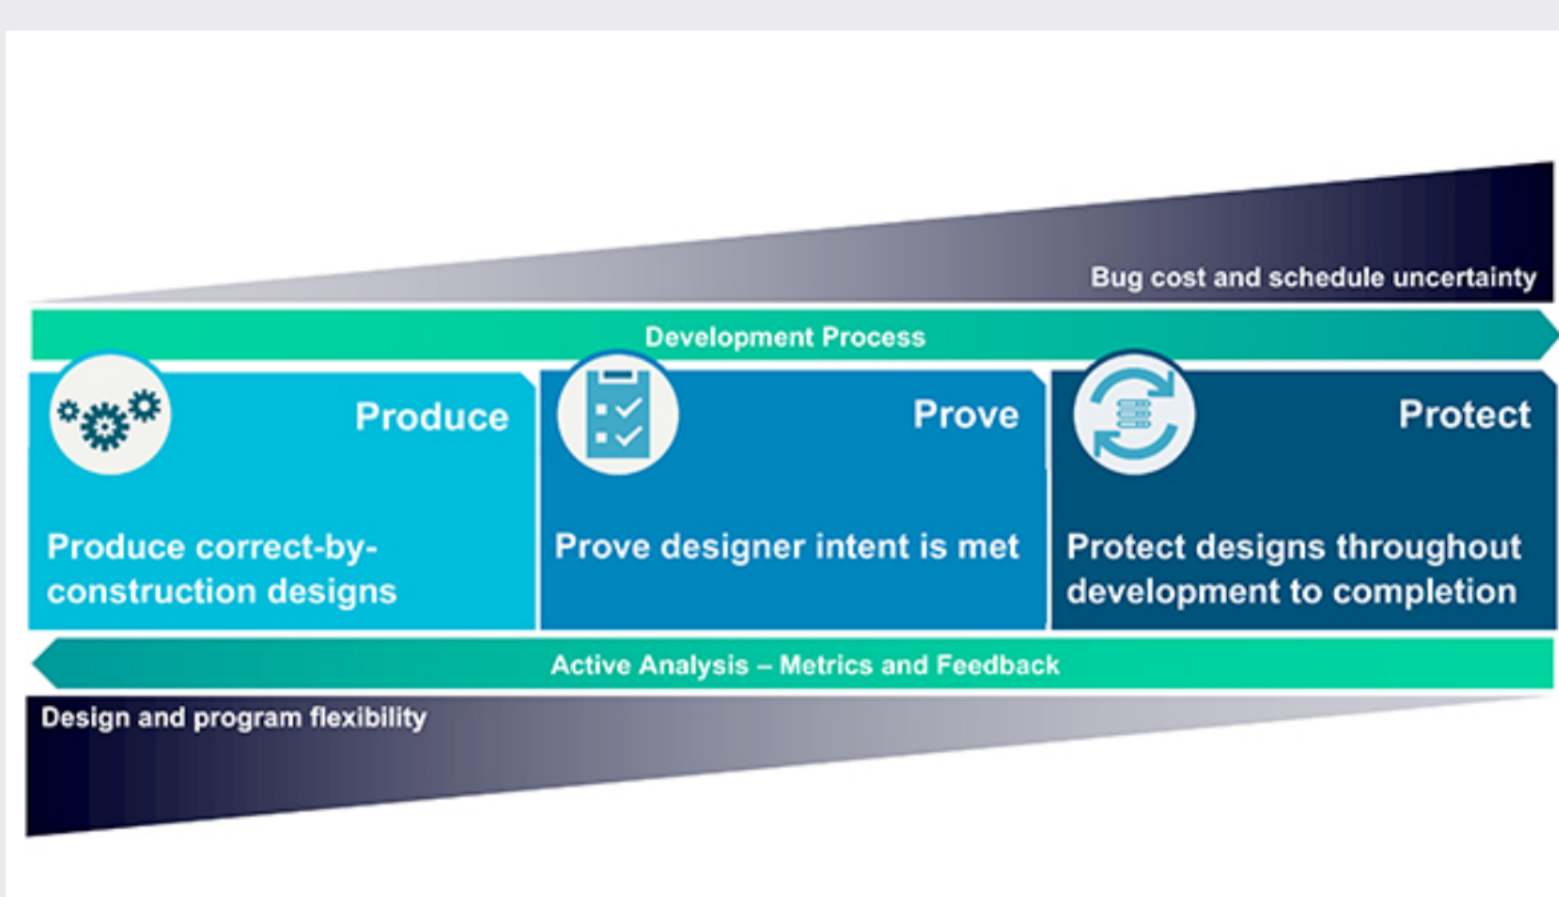 Bug cost and schedule uncertainty
Development Process
Produce
Produce correct-by-
construction designs
Prove
Prove designer intent is met
Protect
Protect designs throughout
development to completion
Active Analysis – Metrics and Feedback
Design and program flexibility